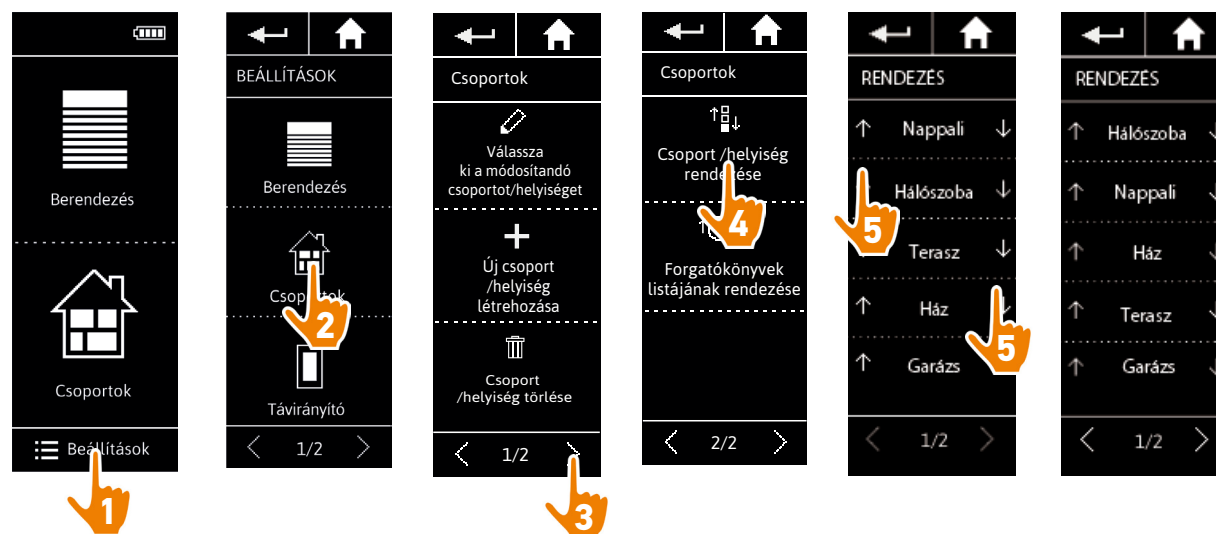 Berendezés
Csoportok
Beállítások
1
BEÁLLÍTÁSOK
Berendezés
Csoportok
2
Távirányító
1/2
Csoportok
Válassza
ki a módosítandó
csoportot/helyiséget
Új csoport
/helyiség
létrehozása
Csoport
/helyiség törlése
1/2
3
Csoportok
Csoport /helyiség
rendezése
4
Forgatókönyvek
listájának rendezése
2/2
RENDEZÉS
Nappali
Hálószoba
5
Terasz
Ház
5
Garázs
1/2
RENDEZÉS
Hálószoba
Nappali
Ház
Terasz
Garázs
1/2